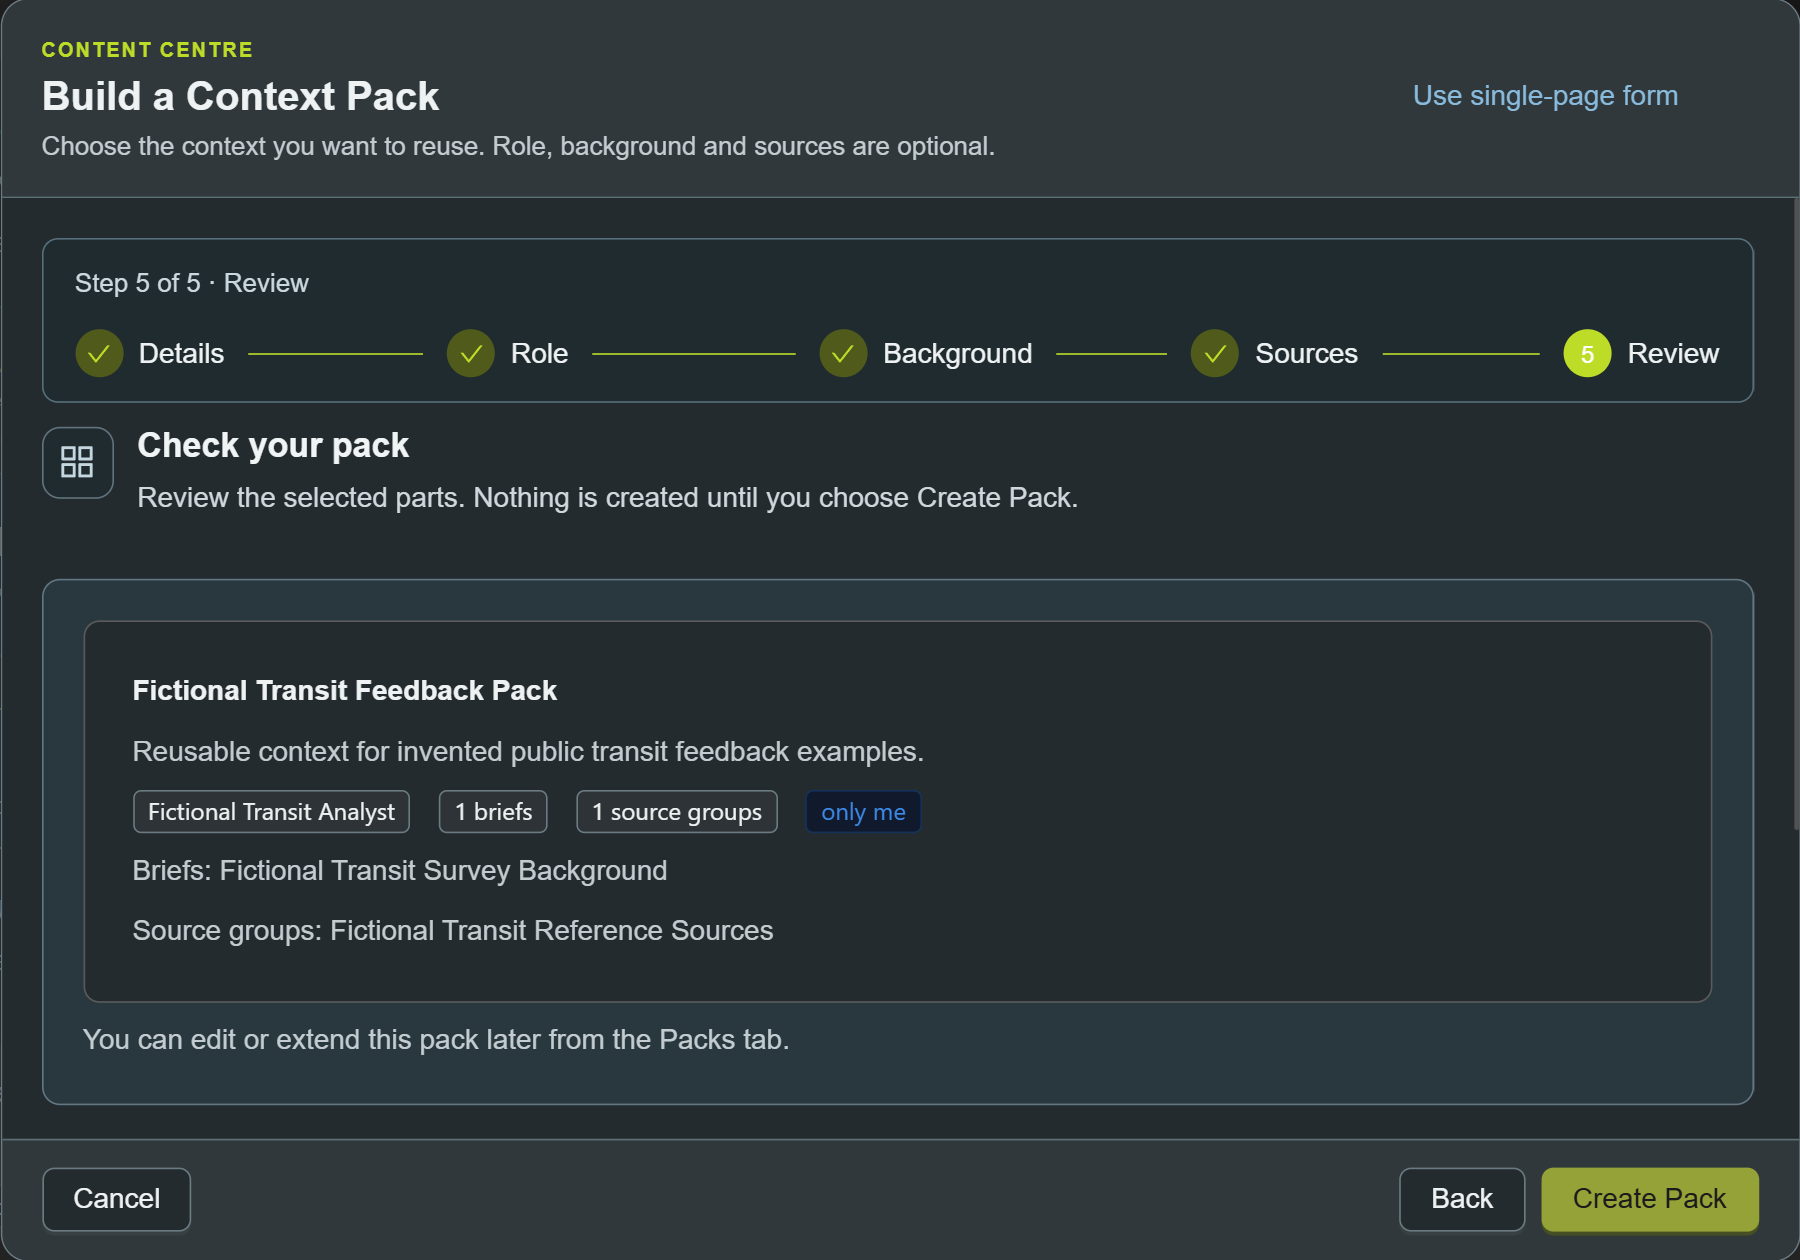 CONTENT CENTRE
Build a Context Pack
Use single-page form
Choose the context you want to reuse. Role, background and sources are optional.
Step 5 of 5 · Review
Details
Role
Background
Sources
5 Review
Check your pack
Review the selected parts. Nothing is created until you choose Create Pack.
Fictional Transit Feedback Pack
Reusable context for invented public transit feedback examples.
Fictional Transit Analyst 1 briefs 1 source groups only me
Briefs: Fictional Transit Survey Background
Source groups: Fictional Transit Reference Sources
You can edit or extend this pack later from the Packs tab.
Cancel
Back
Create Pack